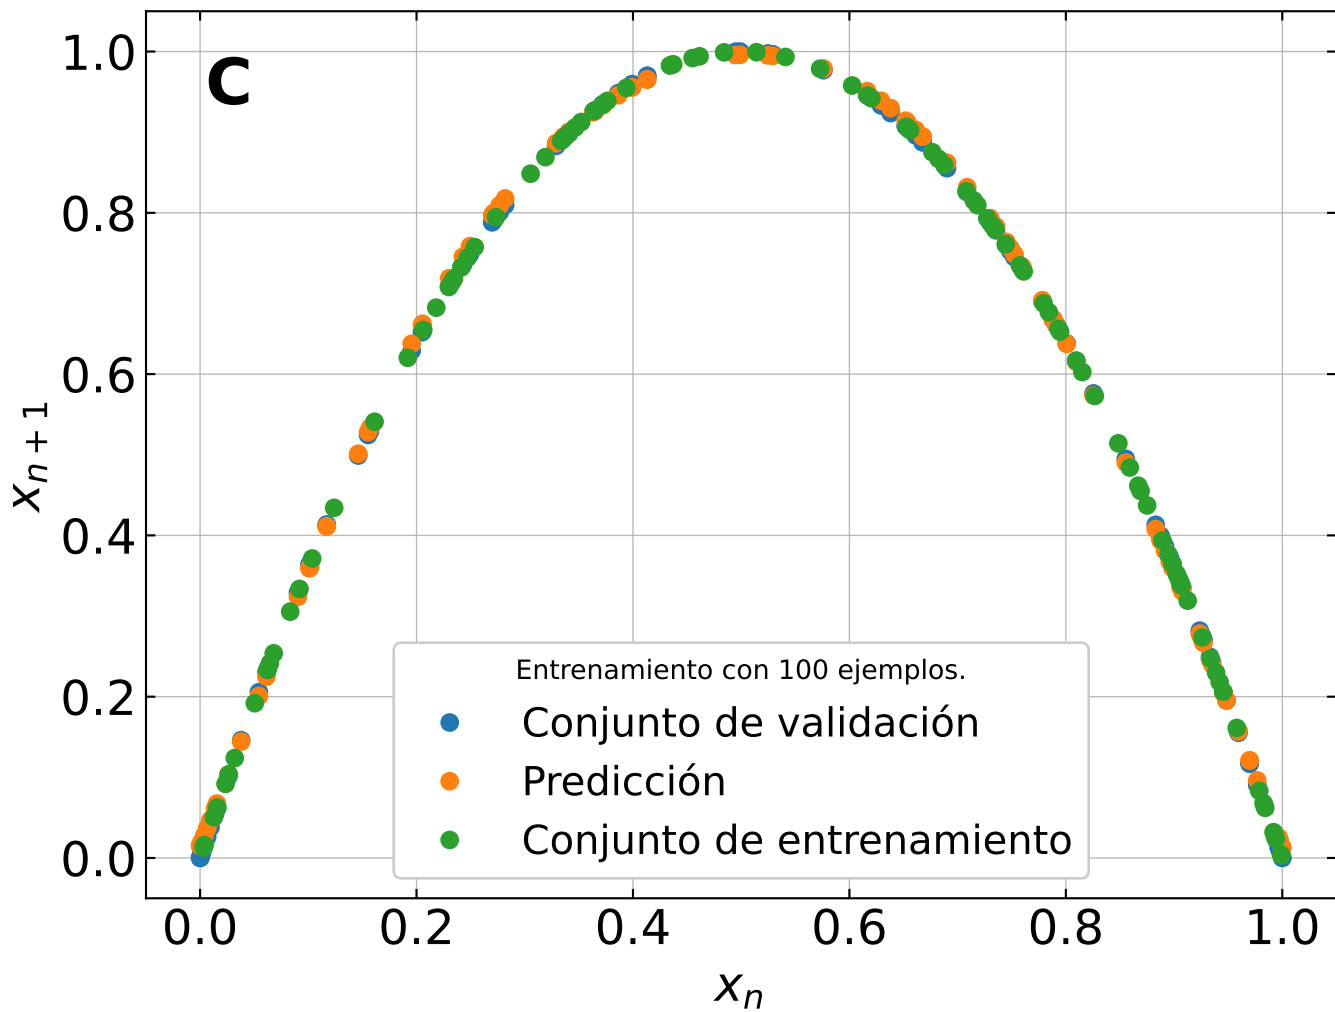 C
1.0
0.8
0.6
0.4
0.2
0.0
x_{n+1}
Entrenamiento con 100 ejemplos.
Conjunto de validación
Predicción
Conjunto de entrenamiento
0.0 0.2 0.4 0.6 0.8 1.0
x_n